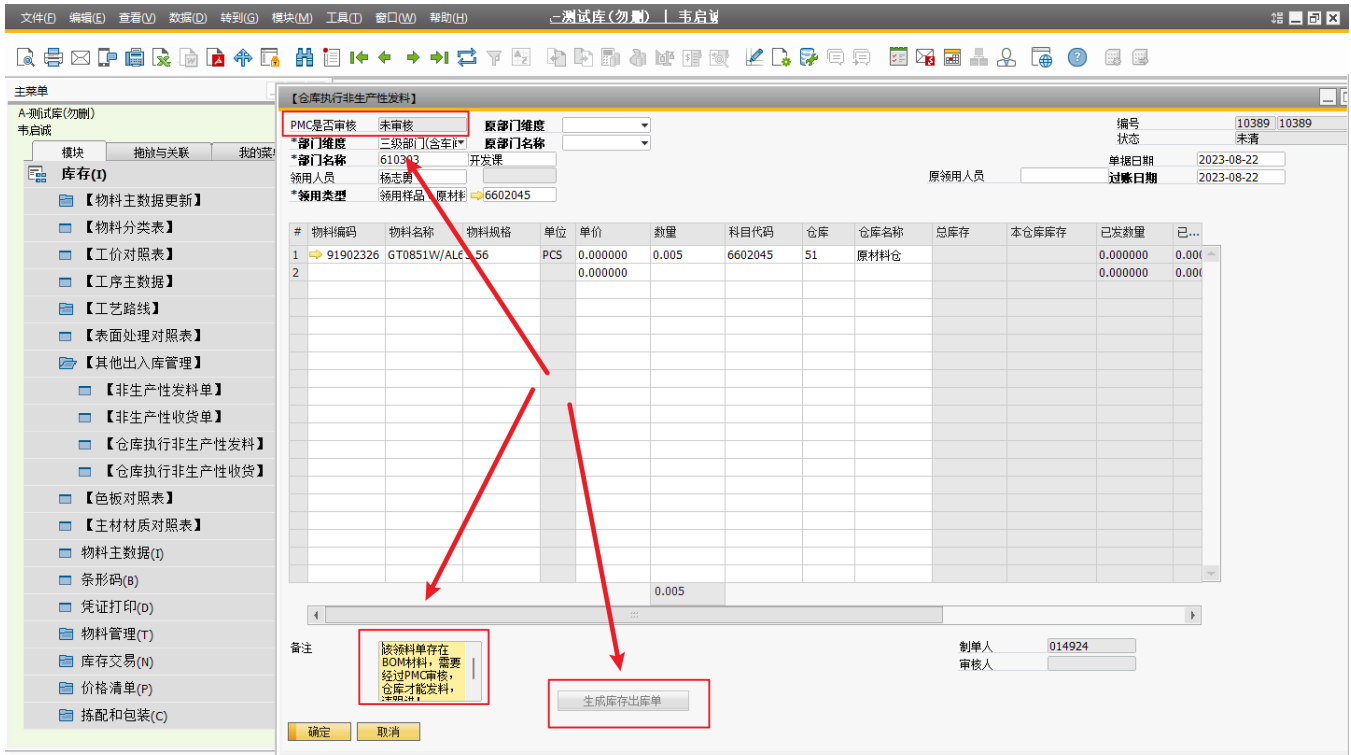 文件(F) 编辑(E) 查看(V) 数据(D) 转到(G) 模块(M) 工具(T) 窗口(W) 帮助(H) 测试库(勿删) | 韦启诚
主菜单
A-测试库(勿删)
韦启诚
模块 拖放与关联 我的菜单
库存(I)
【物料主数据更新】
【物料分类表】
【工价对照表】
【工序主数据】
【工艺路线】
【表面处理对照表】
【其他出入库管理】
【非生产性发料单】
【非生产性收货单】
【仓库执行非生产性发料】
【仓库执行非生产性收货】
【色板对照表】
【主材材质对照表】
物料主数据(I)
条形码(B)
凭证打印(D)
物料管理(T)
库存交易(N)
价格清单(P)
拣配和包装(C)
【仓库执行非生产性发料】
PMC是否审核 未审核 原部门维度 编号 10389 10389
*部门维度 三级部门(含车间 原部门名称 状态 未清
*部门名称 610303 开发课 单据日期 2023-08-22
领用人员 杨志勇 原领用人员 过账日期 2023-08-22
*领用类型 领用样品、原材料 6602045
# 物料编码 物料名称 物料规格 单位 单价 数量 科目代码 仓库 仓库名称 总库存 本仓库库存 已发数量 已...
1 91902326 GT0851W/AL6 .56 PCS 0.000000 0.005 6602045 51 原材料仓 0.000000 0.000
2 0.000000 0.000000 0.000
0.005
备注 该领料单存在
BOM材料，需要
经过PMC审核，
仓库才能发料，
制单人 014924
审核人
生成库存出库单
确定 取消